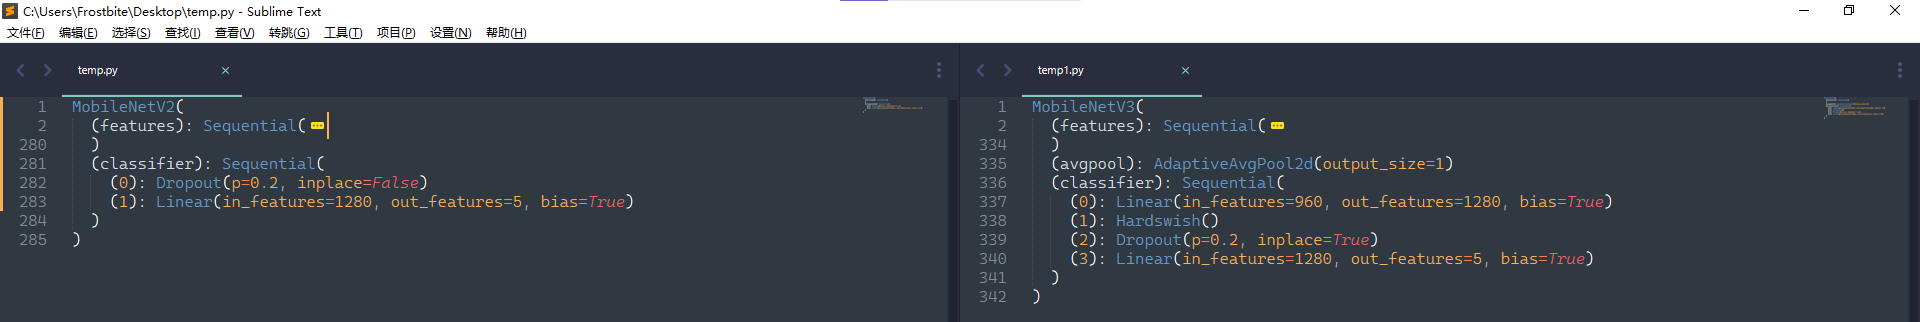 C:\Users\Frostbite\Desktop\temp.py - Sublime Text
文件(F) 编辑(E) 选择(S) 查找(I) 查看(V) 转跳(G) 工具(T) 项目(P) 设置(N) 帮助(H)
temp.py
1 MobileNetV2(
2 (features): Sequential(
280 )
281 (classifier): Sequential(
282 (0): Dropout(p=0.2, inplace=False)
283 (1): Linear(in_features=1280, out_features=5, bias=True)
284 )
285 )
temp1.py
1 MobileNetV3(
2 (features): Sequential(
334 )
335 (avgpool): AdaptiveAvgPool2d(output_size=1)
336 (classifier): Sequential(
337 (0): Linear(in_features=960, out_features=1280, bias=True)
338 (1): Hardswish()
339 (2): Dropout(p=0.2, inplace=True)
340 (3): Linear(in_features=1280, out_features=5, bias=True)
341 )
342 )